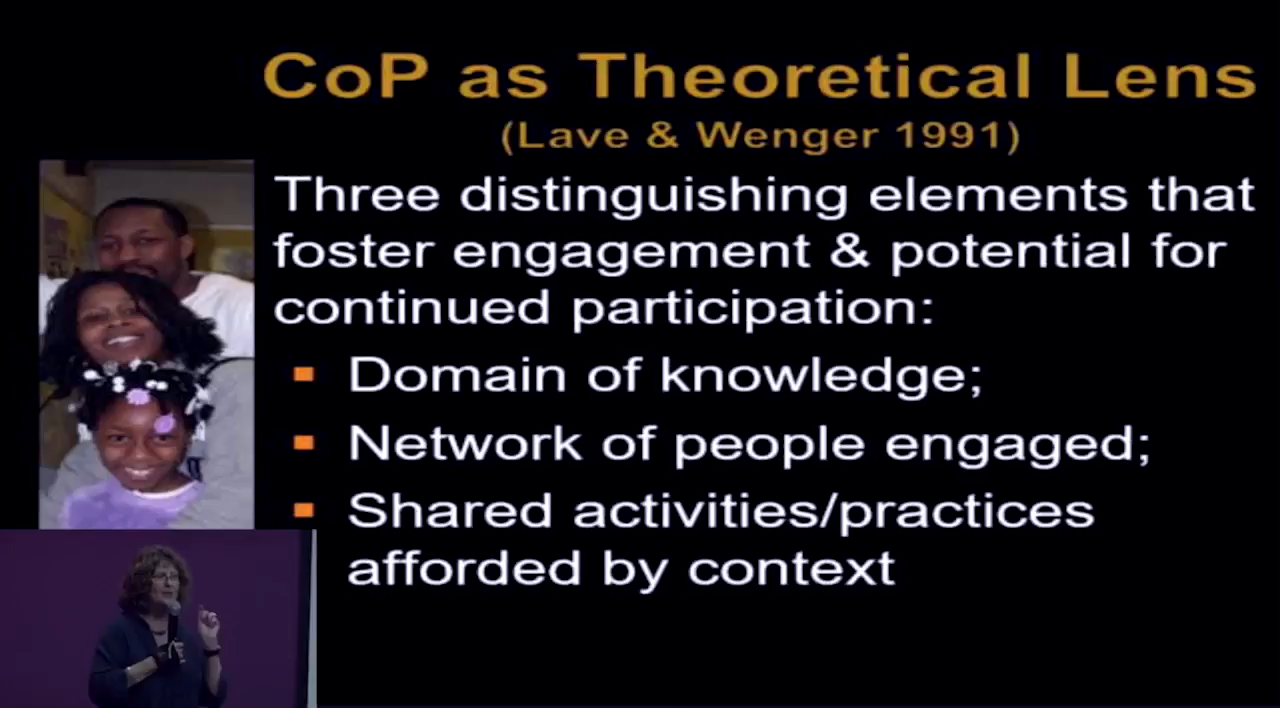 CoP as Theoretical Lens
(Lave & Wenger 1991)
Three distinguishing elements that
foster engagement & potential for
continued participation:
Domain of knowledge;
Network of people engaged;
Shared activities/practices
afforded by context